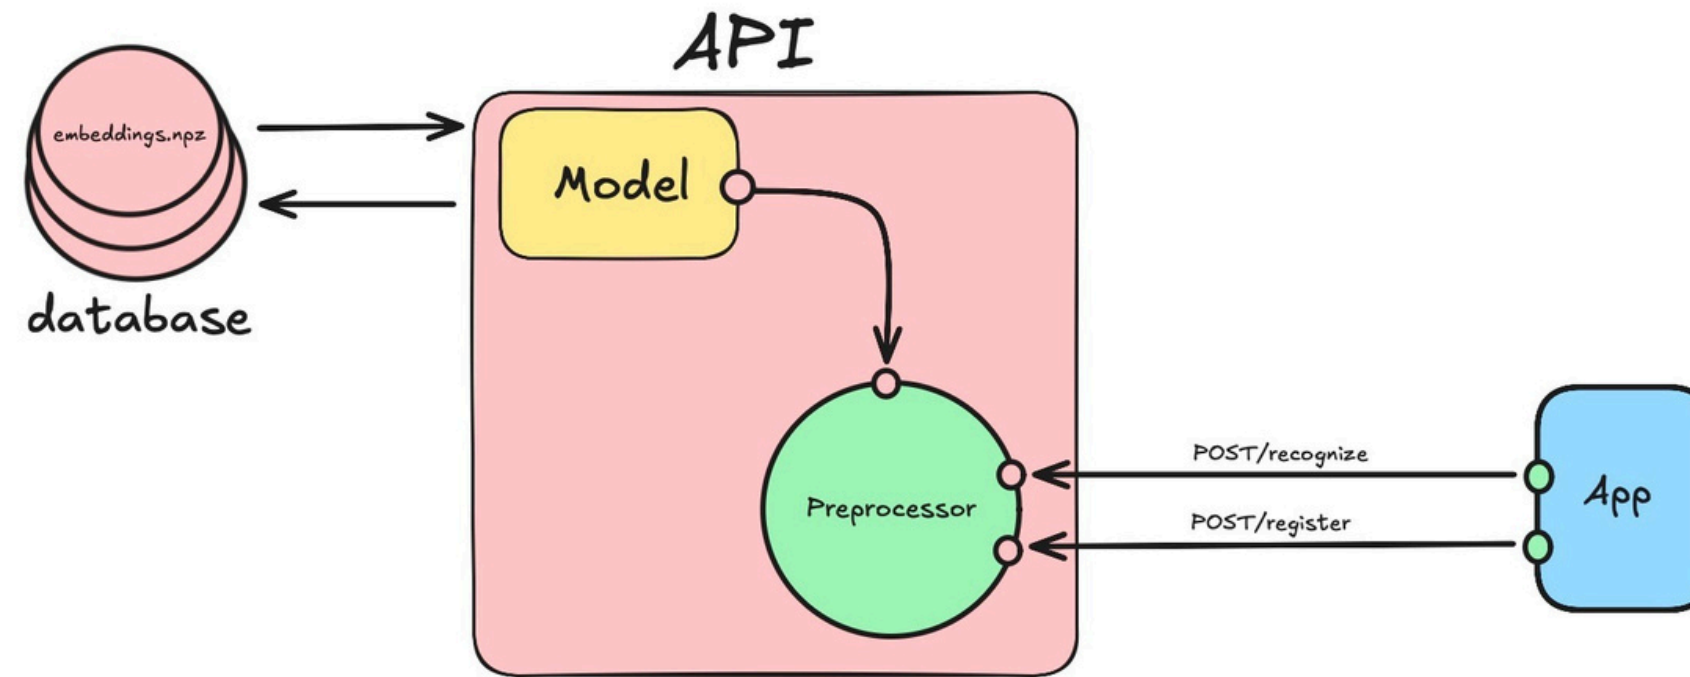 API
embeddings.npz
Model
database
POST/recognize
App
Preprocessor
POST/register